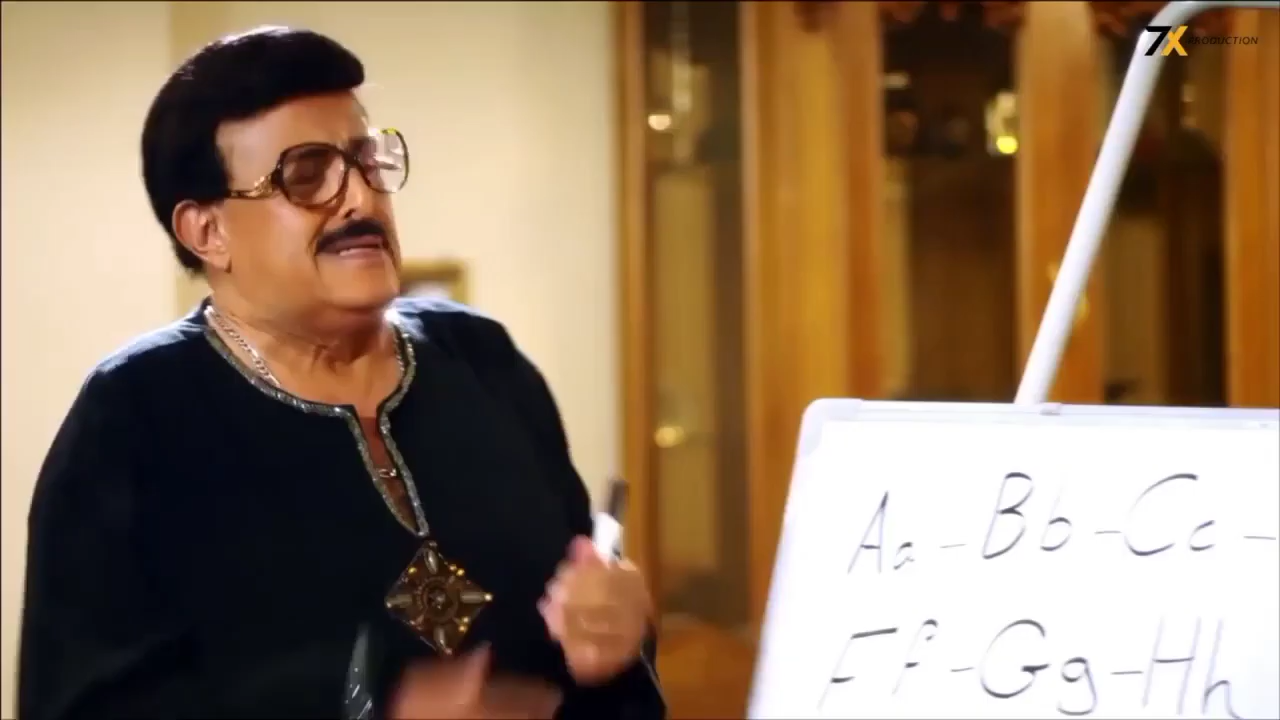 7X PRODUCTION
Aa - Bb - Cc -
Ff - Gg - Hh